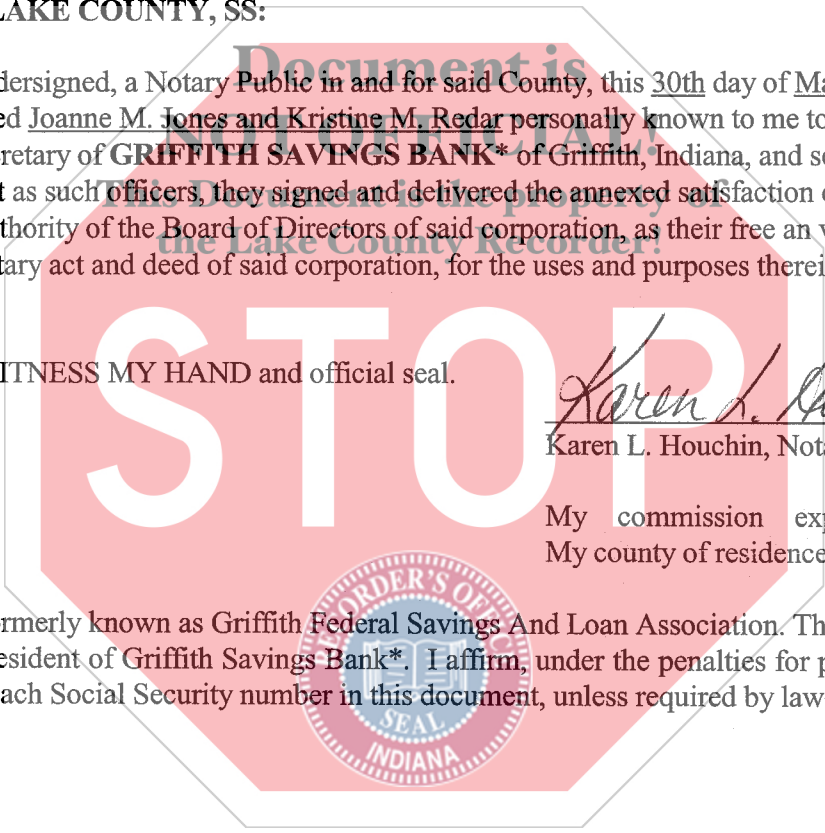 LAKE COUNTY, SS:
Document is
dersigned, a Notary Public in and for said County, this 30th day of Ma
ed Joanne M. Jones and Kristine M. Redar personally known to me to
NOT OFFICIAL!
retary of GRIFFITH SAVINGS BANK* of Griffith, Indiana, and se
t as such officers, they signed and delivered the annexed satisfaction o
This Document is the property of
thority of the Board of Directors of said corporation, as their free an v
the Lake County Recorder!
tary act and deed of said corporation, for the uses and purposes therei
STOP
ITNESS MY HAND and official seal.
Karen L.
Karen L. Houchin, Nota
My commission exp
My county of residence
RECORDER'S OFFICE
ormerly known as Griffith Federal Savings And Loan Association. Th
esident of Griffith Savings Bank*. I affirm, under the penalties for p
ach Social Security number in this document, unless required by law
SEAL
INDIANA